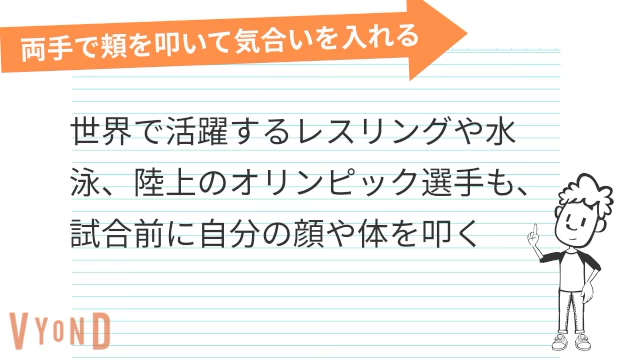 両手で頬を叩いて気合いを入れる
世界で活躍するレスリングや水
泳、陸上のオリンピック選手も、
試合前に自分の顔や体を叩く
VYOND